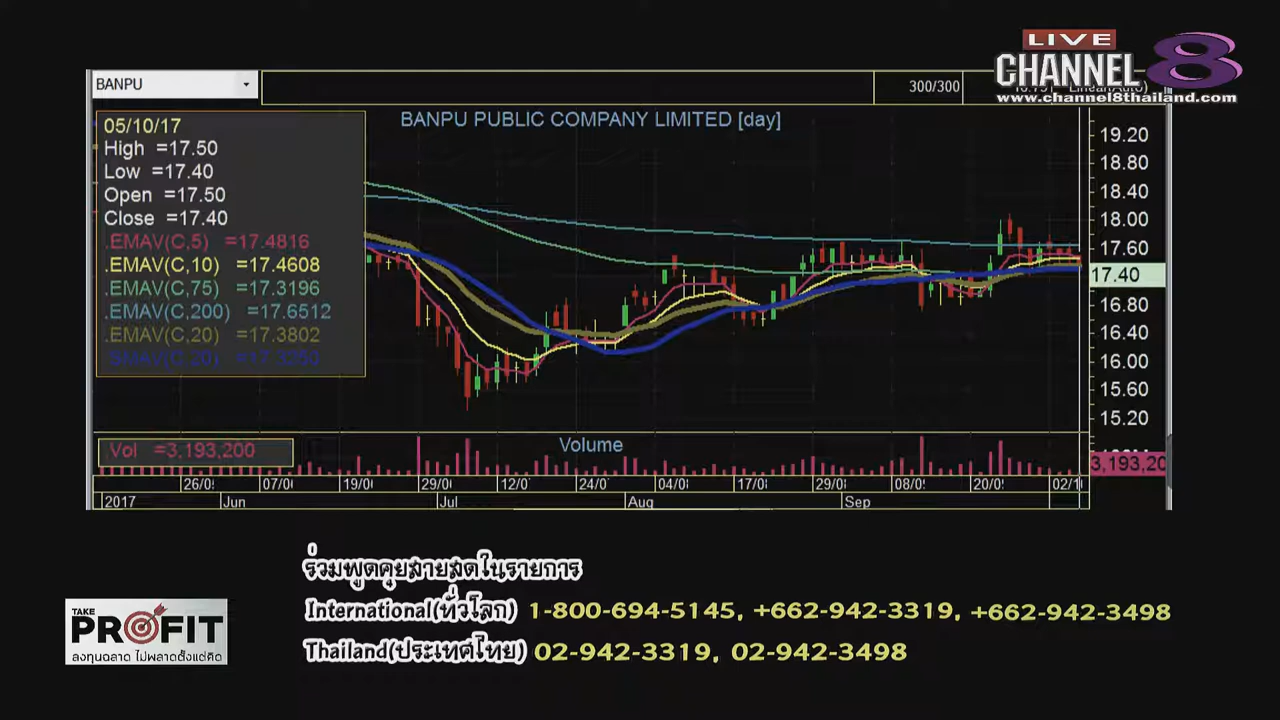 LIVE
CHANNEL 8
www.channel8thailand.com
BANPU
300/300
BANPU PUBLIC COMPANY LIMITED [day]
05/10/17
High =17.50
Low =17.40
Open =17.50
Close =17.40
.EMAV(C,5) =17.4816
.EMAV(C,10) =17.4608
.EMAV(C,75) =17.3196
.EMAV(C,200) =17.6512
.EMAV(C,20) =17.3802
19.20
18.80
18.40
18.00
17.60
17.40
16.80
16.40
16.00
15.60
15.20
Vol =3,193,200
Volume
3,193,20
26/0 07/0 19/0 29/0 12/0 24/0 04/0 17/0 29/0 08/0 20/0 02/1
2017 Jun Jul Aug Sep
ร่วมพูดคุยสายสดในรายการ
International(ทั่วโลก) 1-800-694-5145, +662-942-3319, +662-942-3498
Thailand(ประเทศไทย) 02-942-3319, 02-942-3498
TAKE
PROFIT
ลงทุนฉลาด ไม่พลาดตั้งแต่คิด